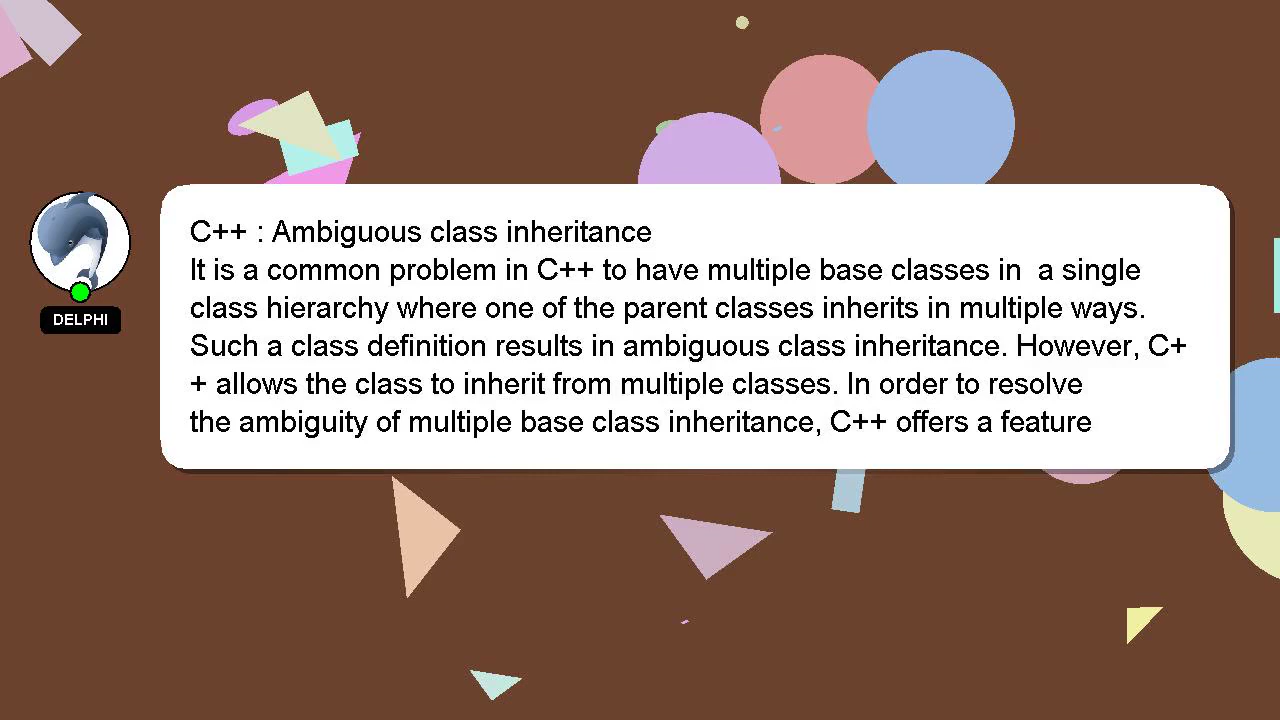 C++ : Ambiguous class inheritance
It is a common problem in C++ to have multiple base classes in  a single
class hierarchy where one of the parent classes inherits in multiple ways.
Such a class definition results in ambiguous class inheritance. However, C+
+ allows the class to inherit from multiple classes. In order to resolve
the ambiguity of multiple base class inheritance, C++ offers a feature
DELPHI